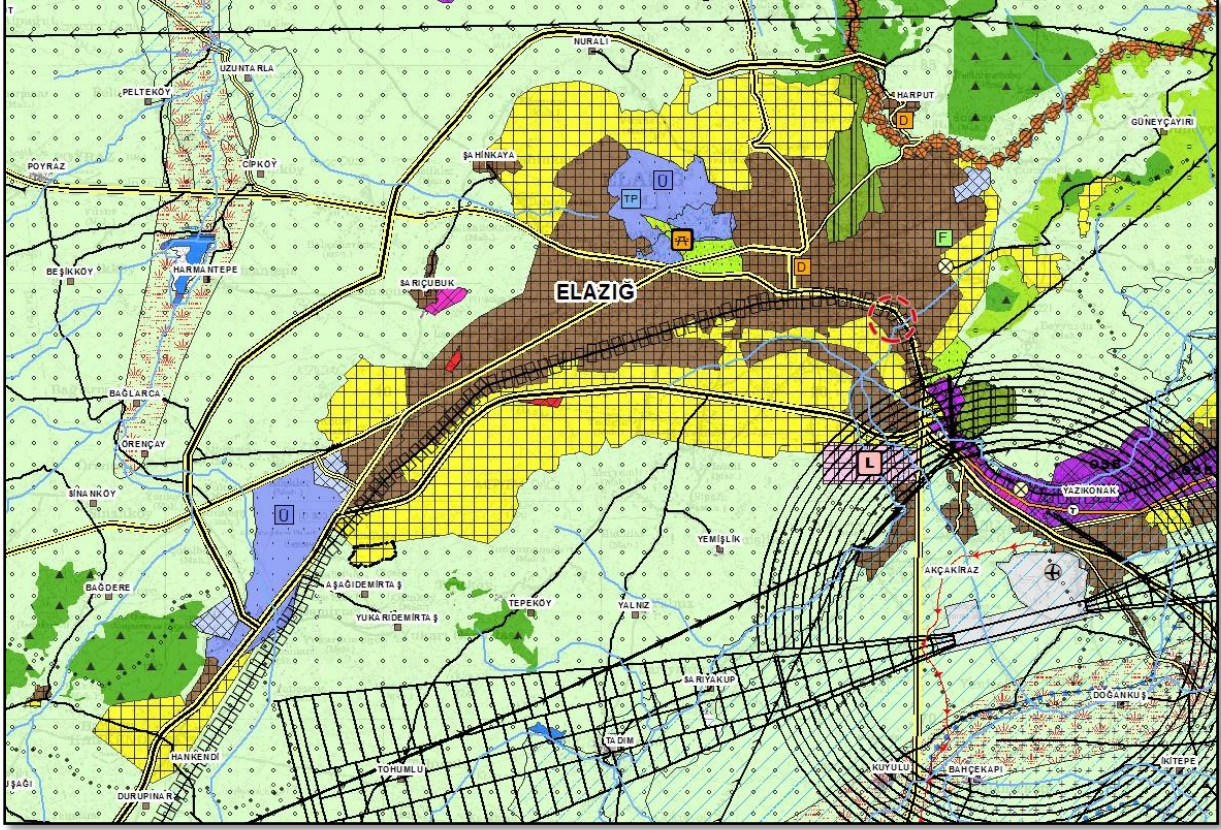 NURALI
UZUNTARLA
PELTEKÖY
HARPUT
D
GÜNEYÇAYIRI
ŞAHİNKAYA
POYRAZ
CİPKÖY
Ü
TP
F
BEŞİKKÖY
HARMANTEPE
D
SARIÇUBUK
ELAZIĞ
BAĞLARCA
ÖRENÇAY
L
SİNANKÖY
YAZIKONAK
Ü
T
YEMİŞLİK
AKÇAKİRAZ
BAĞDERE
AŞAĞIDEMİRTAŞ
TEPEKÖY
YALNIZ
YUKARIDEMİRTAŞ
SARIYAKUP
DOĞANKUŞ
TADIM
HANKENDİ
TOHUMLU
KUYULU
BAHÇEKAPI
İKİTEPE
UŞAĞI
DURUPINAR